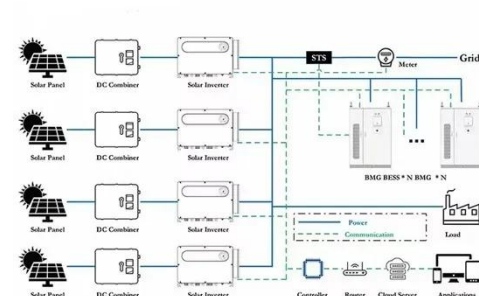 STS
Meter
Grid
Solar Panel
DC Combiner
Solar Inverter
Solar Panel
DC Combiner
Solar Inverter
BMG BESS * N BMG * N
Solar Panel
DC Combiner
Solar Inverter
Power
Communication
Load
Solar Panel
DC Combiner
Solar Inverter
Controller
Router
Cloud Server
Applications